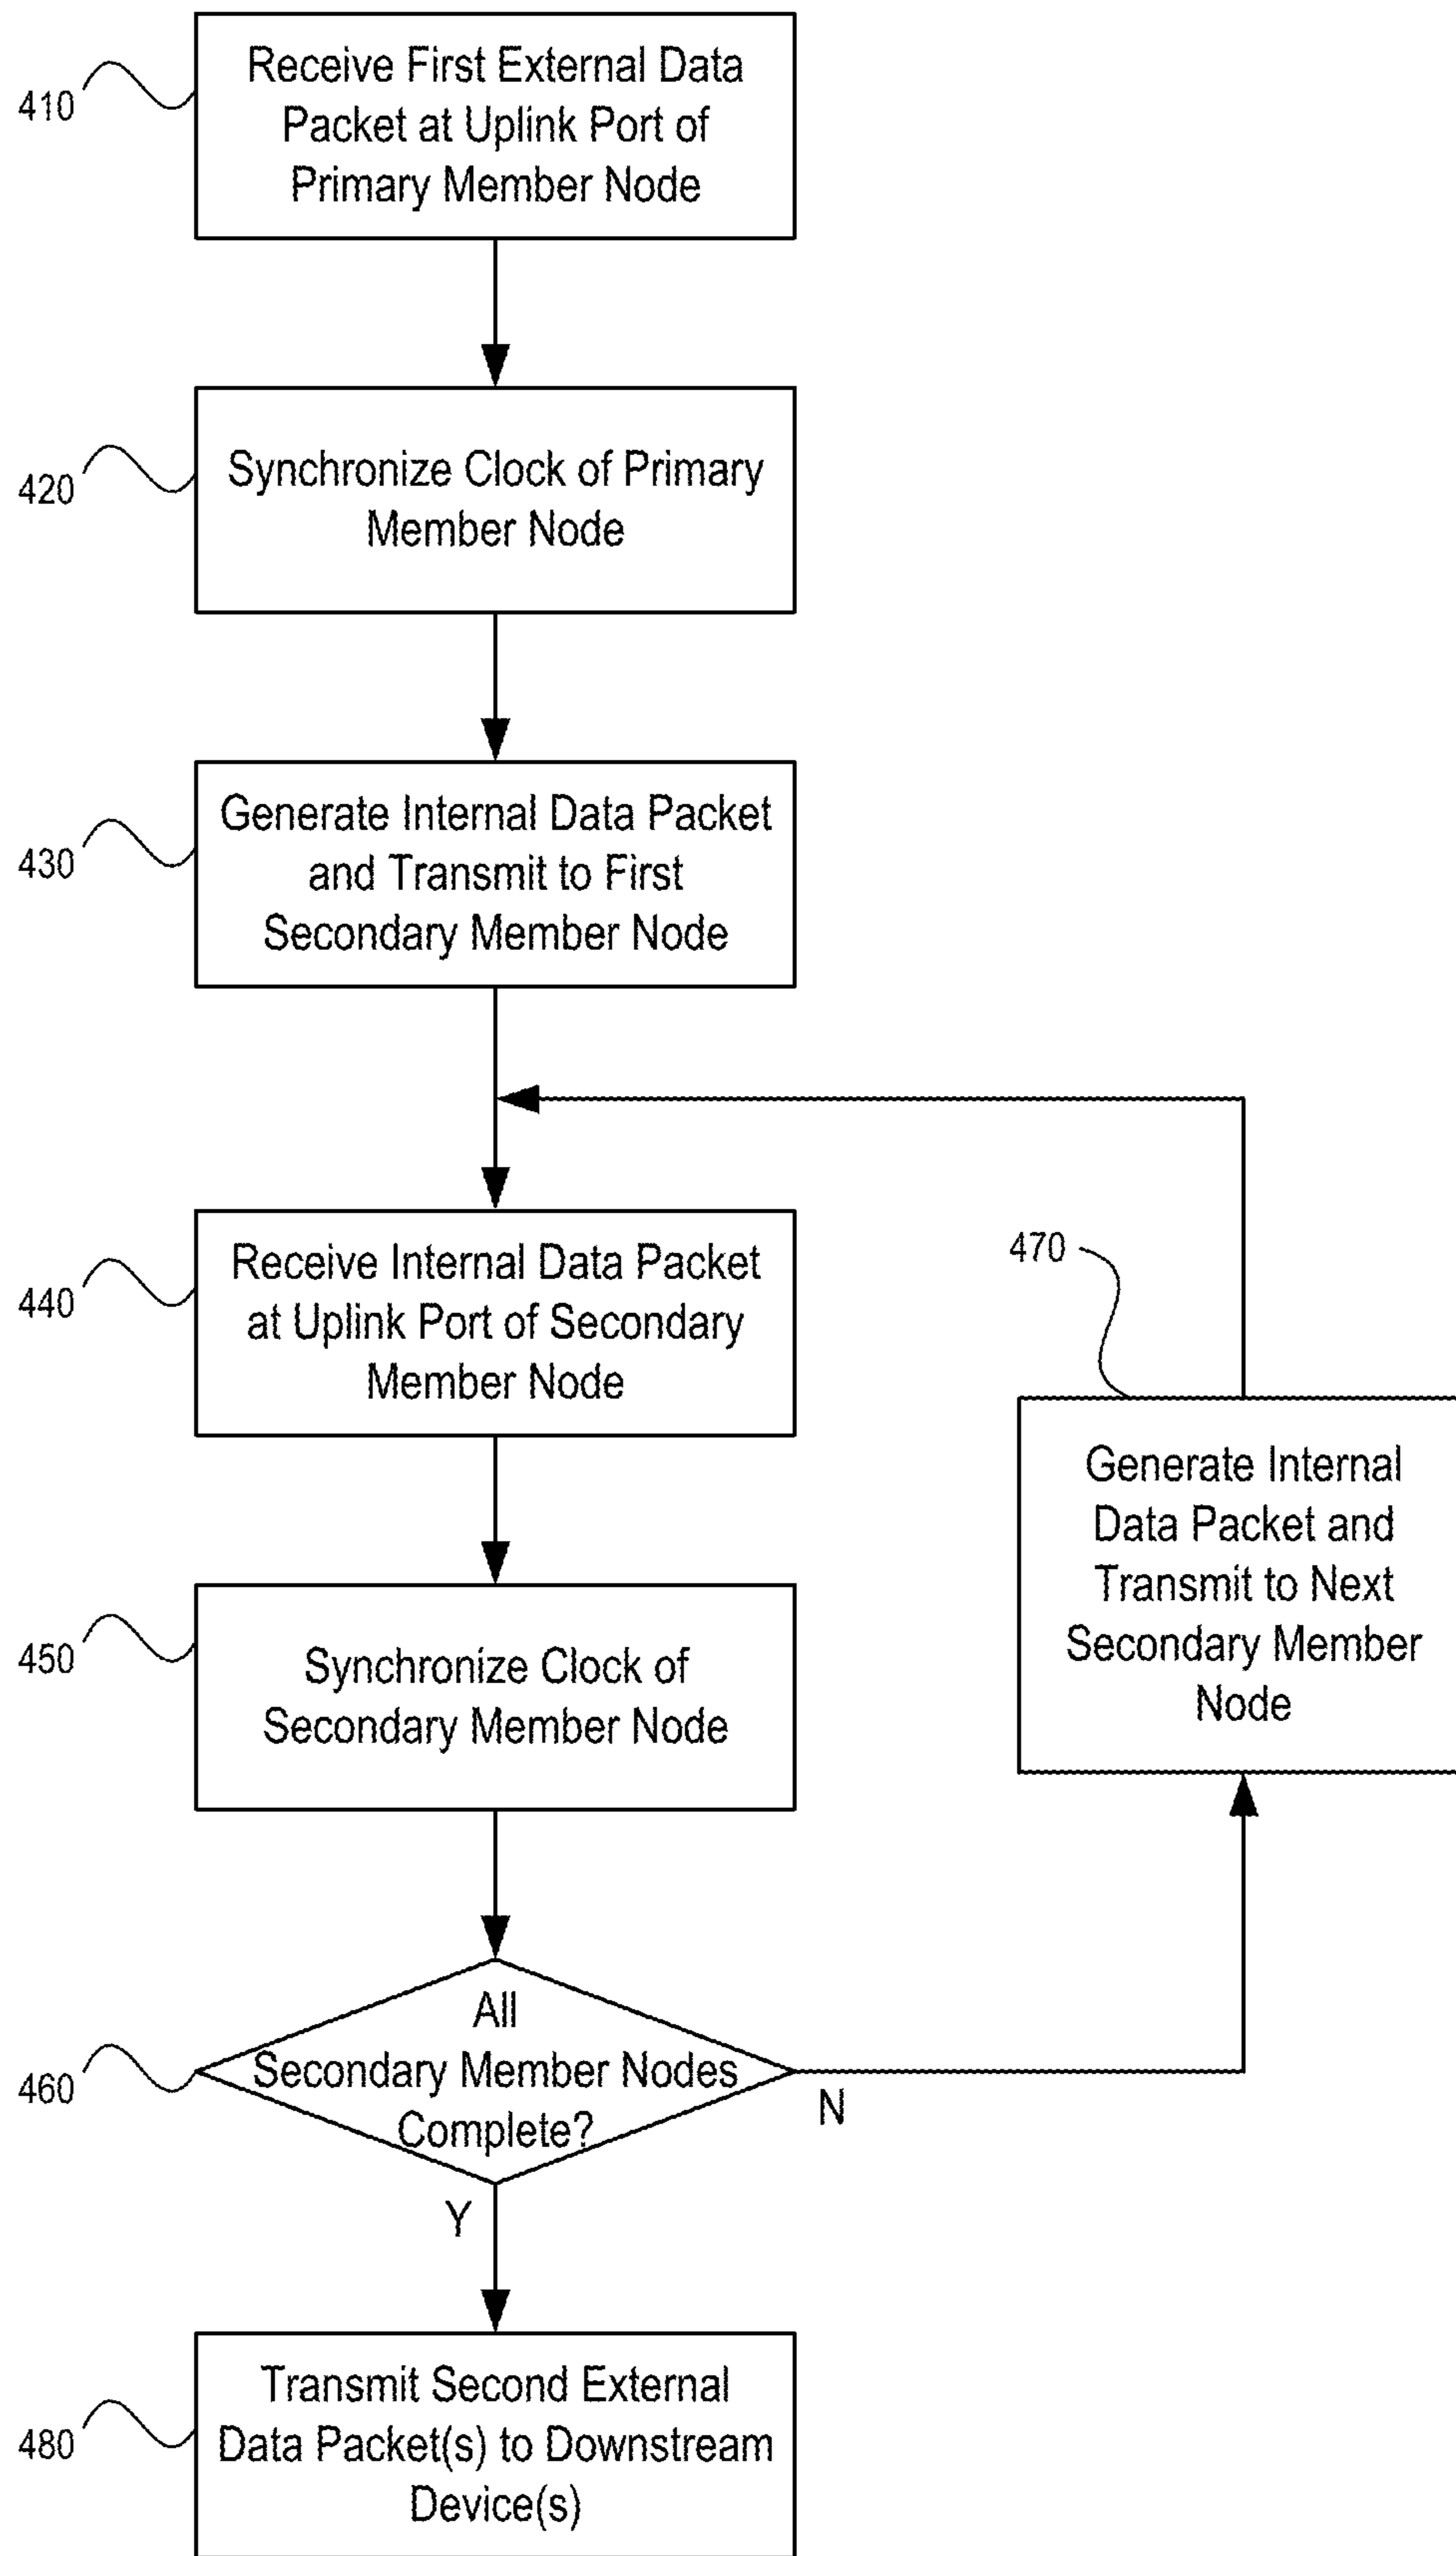 410
Receive First External Data
Packet at Uplink Port of
Primary Member Node
420
Synchronize Clock of Primary
Member Node
430
Generate Internal Data Packet
and Transmit to First
Secondary Member Node
440
Receive Internal Data Packet
at Uplink Port of Secondary
Member Node
470
Generate Internal
Data Packet and
Transmit to Next
Secondary Member
Node
450
Synchronize Clock of
Secondary Member Node
460
All
Secondary Member Nodes
Complete?
N
Y
480
Transmit Second External
Data Packet(s) to Downstream
Device(s)